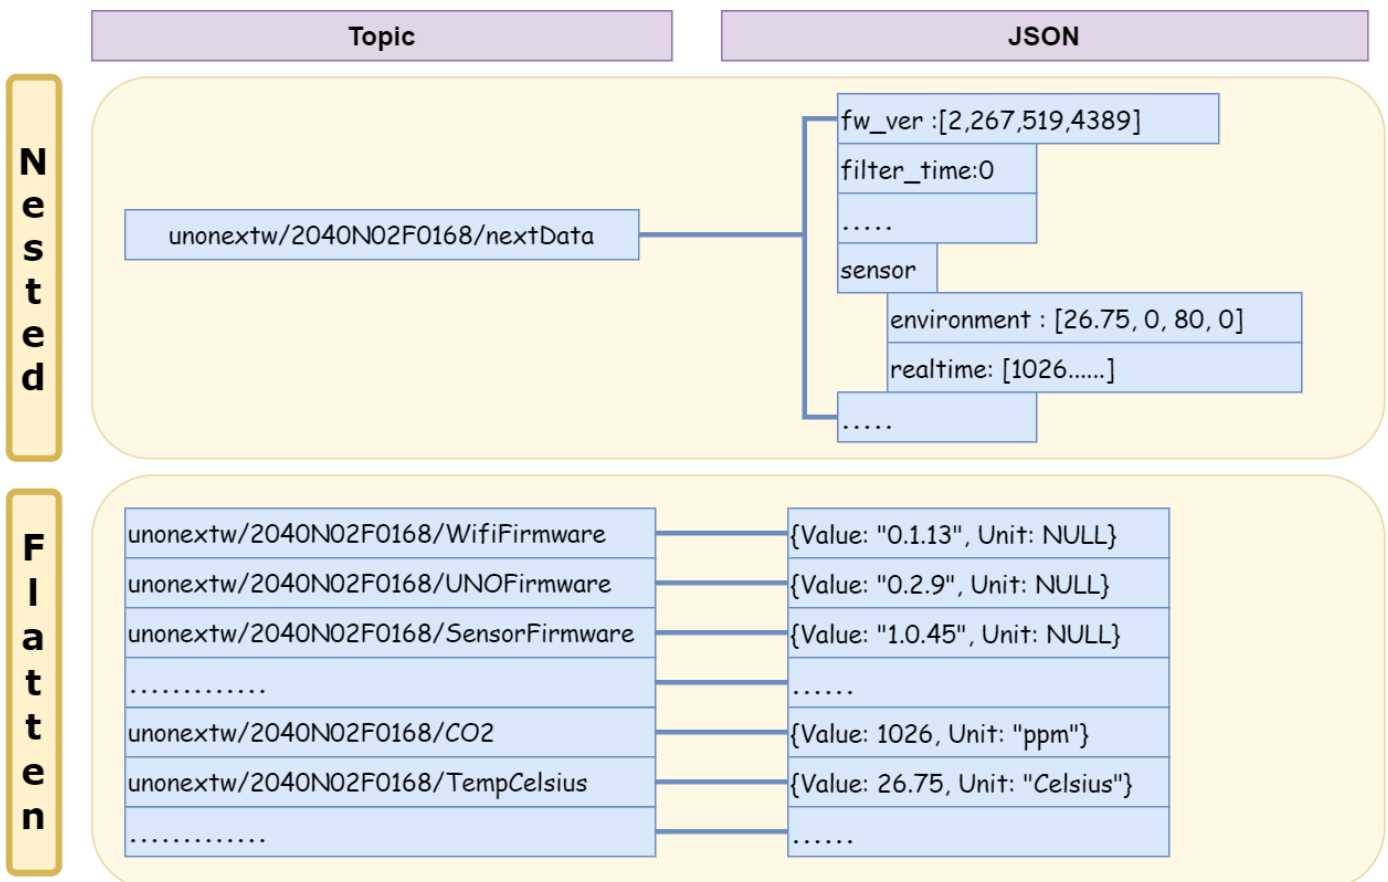 Topic
JSON
Nested
unonextw/2040N02F0168/nextData
fw_ver :[2,267,519,4389]
filter_time:0
.....
sensor
environment : [26.75, 0, 80, 0]
realtime: [1026......]
.....
Flatten
unonextw/2040N02F0168/WifiFirmware
{Value: "0.1.13", Unit: NULL}
unonextw/2040N02F0168/UNOFirmware
{Value: "0.2.9", Unit: NULL}
unonextw/2040N02F0168/SensorFirmware
{Value: "1.0.45", Unit: NULL}
.............
......
unonextw/2040N02F0168/CO2
{Value: 1026, Unit: "ppm"}
unonextw/2040N02F0168/TempCelsius
{Value: 26.75, Unit: "Celsius"}
.............
......